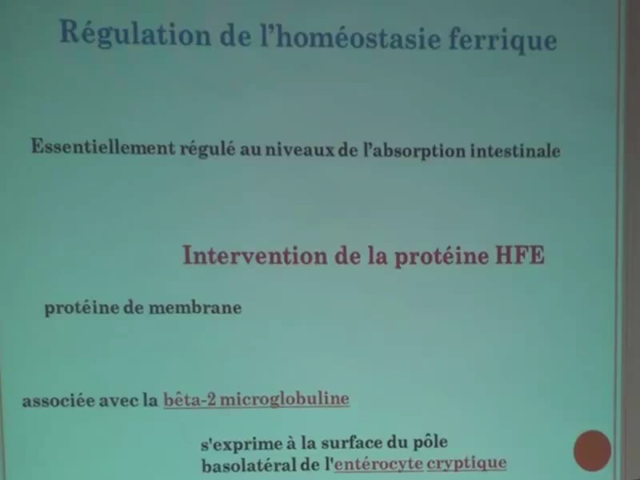 Régulation de l'homéostasie ferrique
Essentiellement régulé au niveaux de l'absorption intestinale
Intervention de la protéine HFE
protéine de membrane
associée avec la bêta-2 microglobuline
s'exprime à la surface du pôle
basolatéral de l'entérocyte cryptique